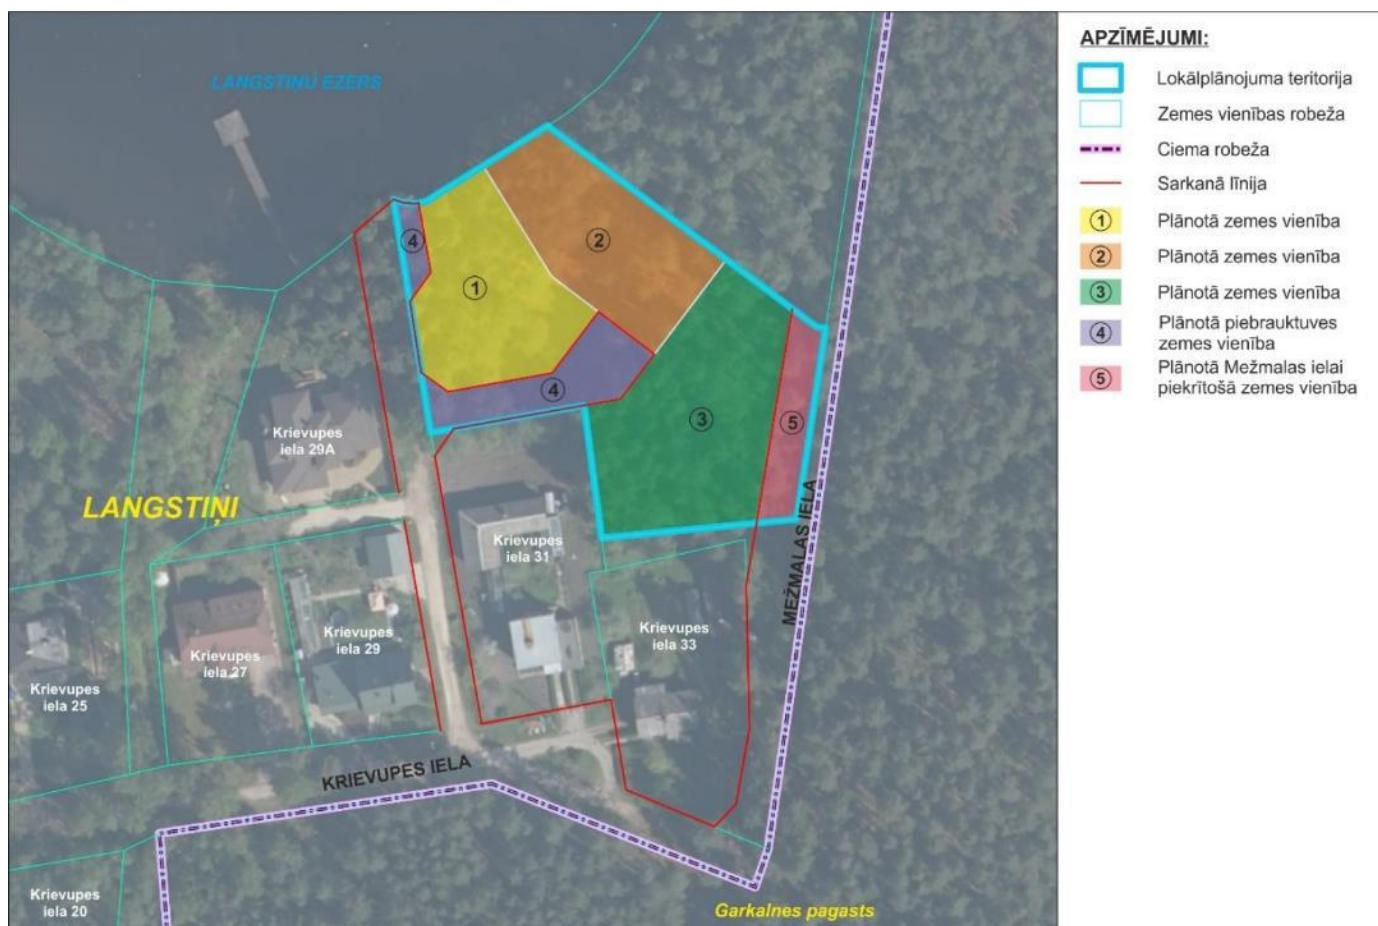 LANGSTIŅU EZERS
4
2
1
4
3
5
Krievupes
iela 29A
LANGSTIŅI
Krievupes
iela 31
MEŽMALAS IELA
Krievupes
iela 33
Krievupes
iela 29
Krievupes
iela 27
Krievupes
iela 25
KRIEVUPES IELA
Krievupes
iela 20
Garkalnes pagasts
APZĪMĒJUMI:
Lokālplānojuma teritorija
Zemes vienības robeža
Ciema robeža
Sarkanā līnija
1 Plānotā zemes vienība
2 Plānotā zemes vienība
3 Plānotā zemes vienība
4 Plānotā piebrauktuves
zemes vienība
5 Plānotā Mežmalas ielai
piekrītošā zemes vienība